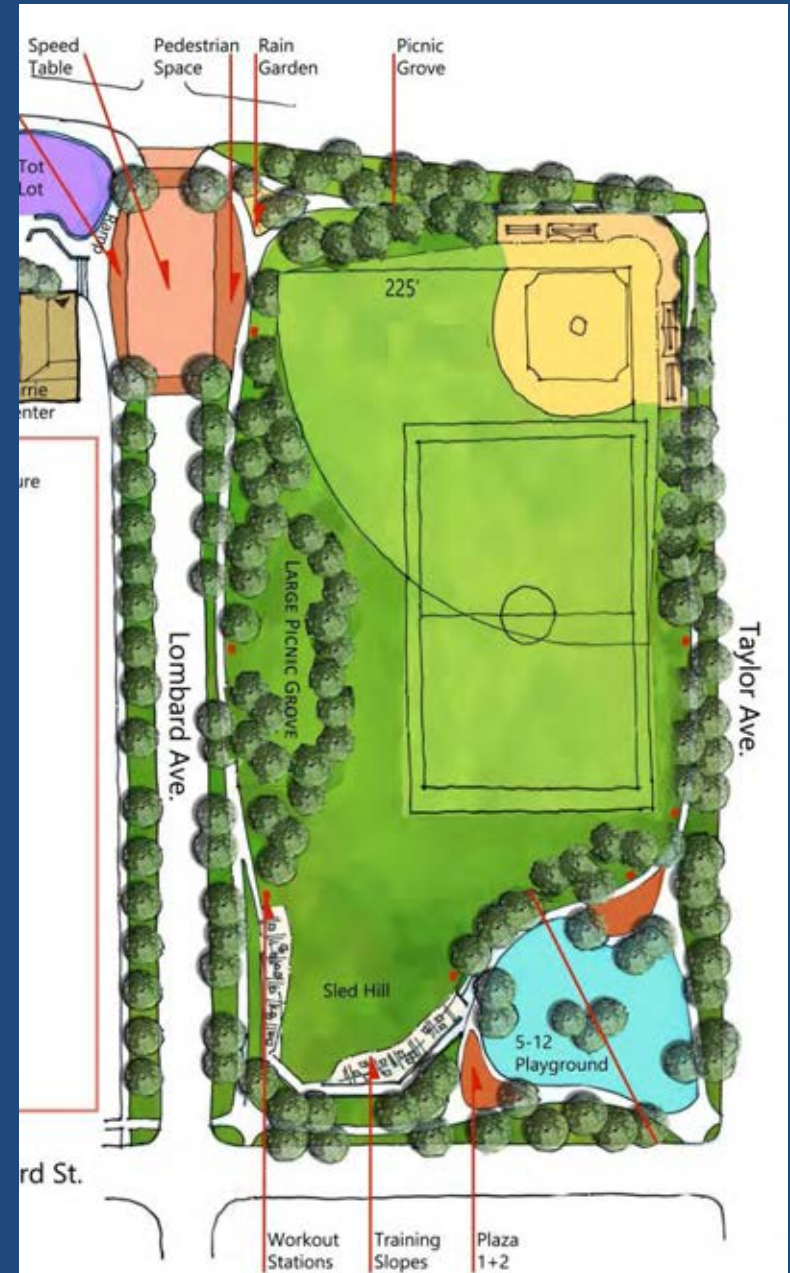 Speed
Table
Pedestrian
Space
Rain
Garden
Picnic
Grove
Tot
Lot
Ramp
225'
rrie
enter
ure
LARGE PICNIC GROVE
Lombard Ave.
Taylor Ave.
Sled Hill
5-12
Playground
rd St.
Workout
Stations
Training
Slopes
Plaza
1+2